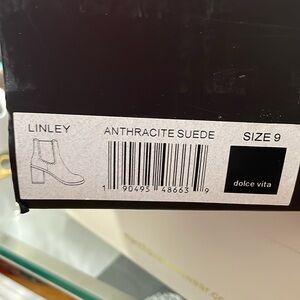 LINLEY ANTHRACITE SUEDE SIZE 9
dolce vita
1 90495 48663 9